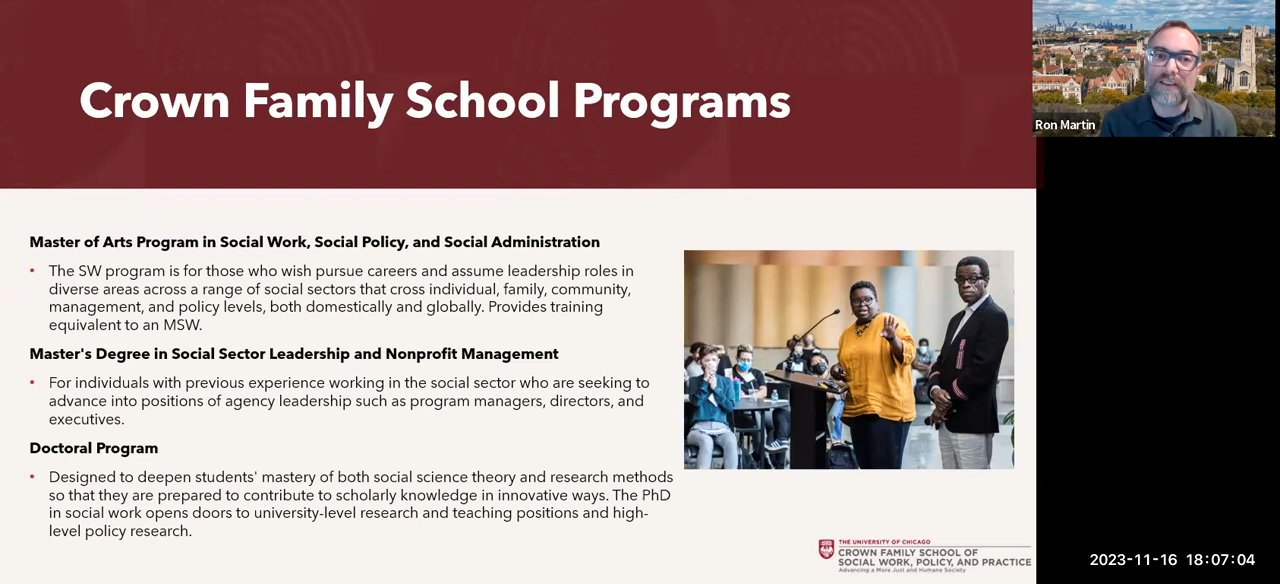 Crown Family School Programs
Ron Martin
Master of Arts Program in Social Work, Social Policy, and Social Administration
• The SW program is for those who wish pursue careers and assume leadership roles in
diverse areas across a range of social sectors that cross individual, family, community,
management, and policy levels, both domestically and globally. Provides training
equivalent to an MSW.
Master's Degree in Social Sector Leadership and Nonprofit Management
• For individuals with previous experience working in the social sector who are seeking to
advance into positions of agency leadership such as program managers, directors, and
executives.
Doctoral Program
• Designed to deepen students' mastery of both social science theory and research methods
so that they are prepared to contribute to scholarly knowledge in innovative ways. The PhD
in social work opens doors to university-level research and teaching positions and high-
level policy research.
THE UNIVERSITY OF CHICAGO
CROWN FAMILY SCHOOL OF
SOCIAL WORK, POLICY, AND PRACTICE
Advancing a More Just and Humane Society
2023-11-16 18:07:04